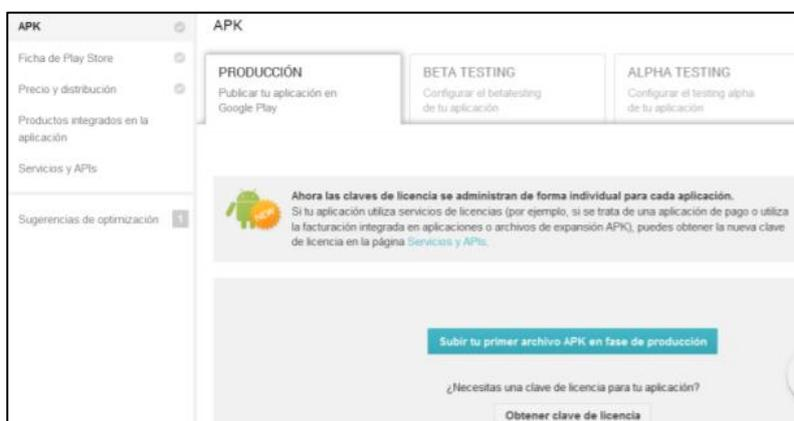 APK
Ficha de Play Store
Precio y distribución
Productos integrados en la
aplicación
Servicios y APIs
Sugerencias de optimización 1
APK
PRODUCCIÓN
Publicar tu aplicación en
Google Play
BETA TESTING
Configurar el betatesting
de tu aplicación
ALPHA TESTING
Configurar el testing alpha
de tu aplicación
NEW
Ahora las claves de licencia se administran de forma individual para cada aplicación.
Si tu aplicación utiliza servicios de licencias (por ejemplo, si se trata de una aplicación de pago o utiliza
la facturación integrada en aplicaciones o archivos de expansión APK), puedes obtener la nueva clave
de licencia en la página Servicios y APIs.
Subir tu primer archivo APK en fase de producción
¿Necesitas una clave de licencia para tu aplicación?
Obtener clave de licencia